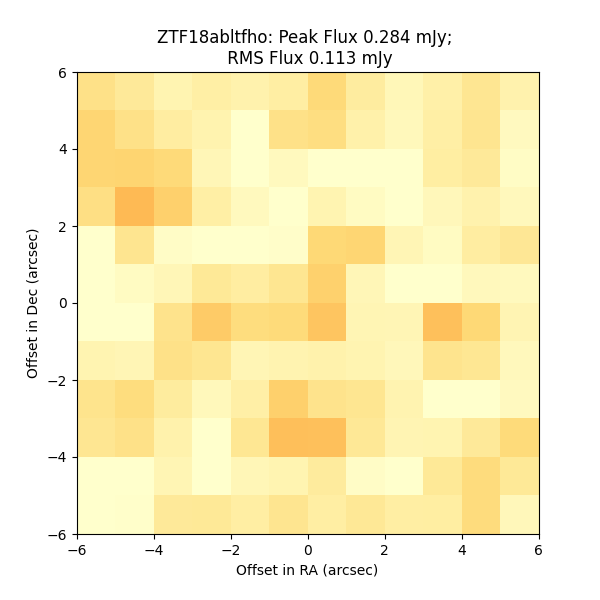 ZTF18abltfho: Peak Flux 0.284 mJy;
RMS Flux 0.113 mJy
6
4
2
0
−2
−4
−6
Offset in Dec (arcsec)
−6 −4 −2 0 2 4 6
Offset in RA (arcsec)